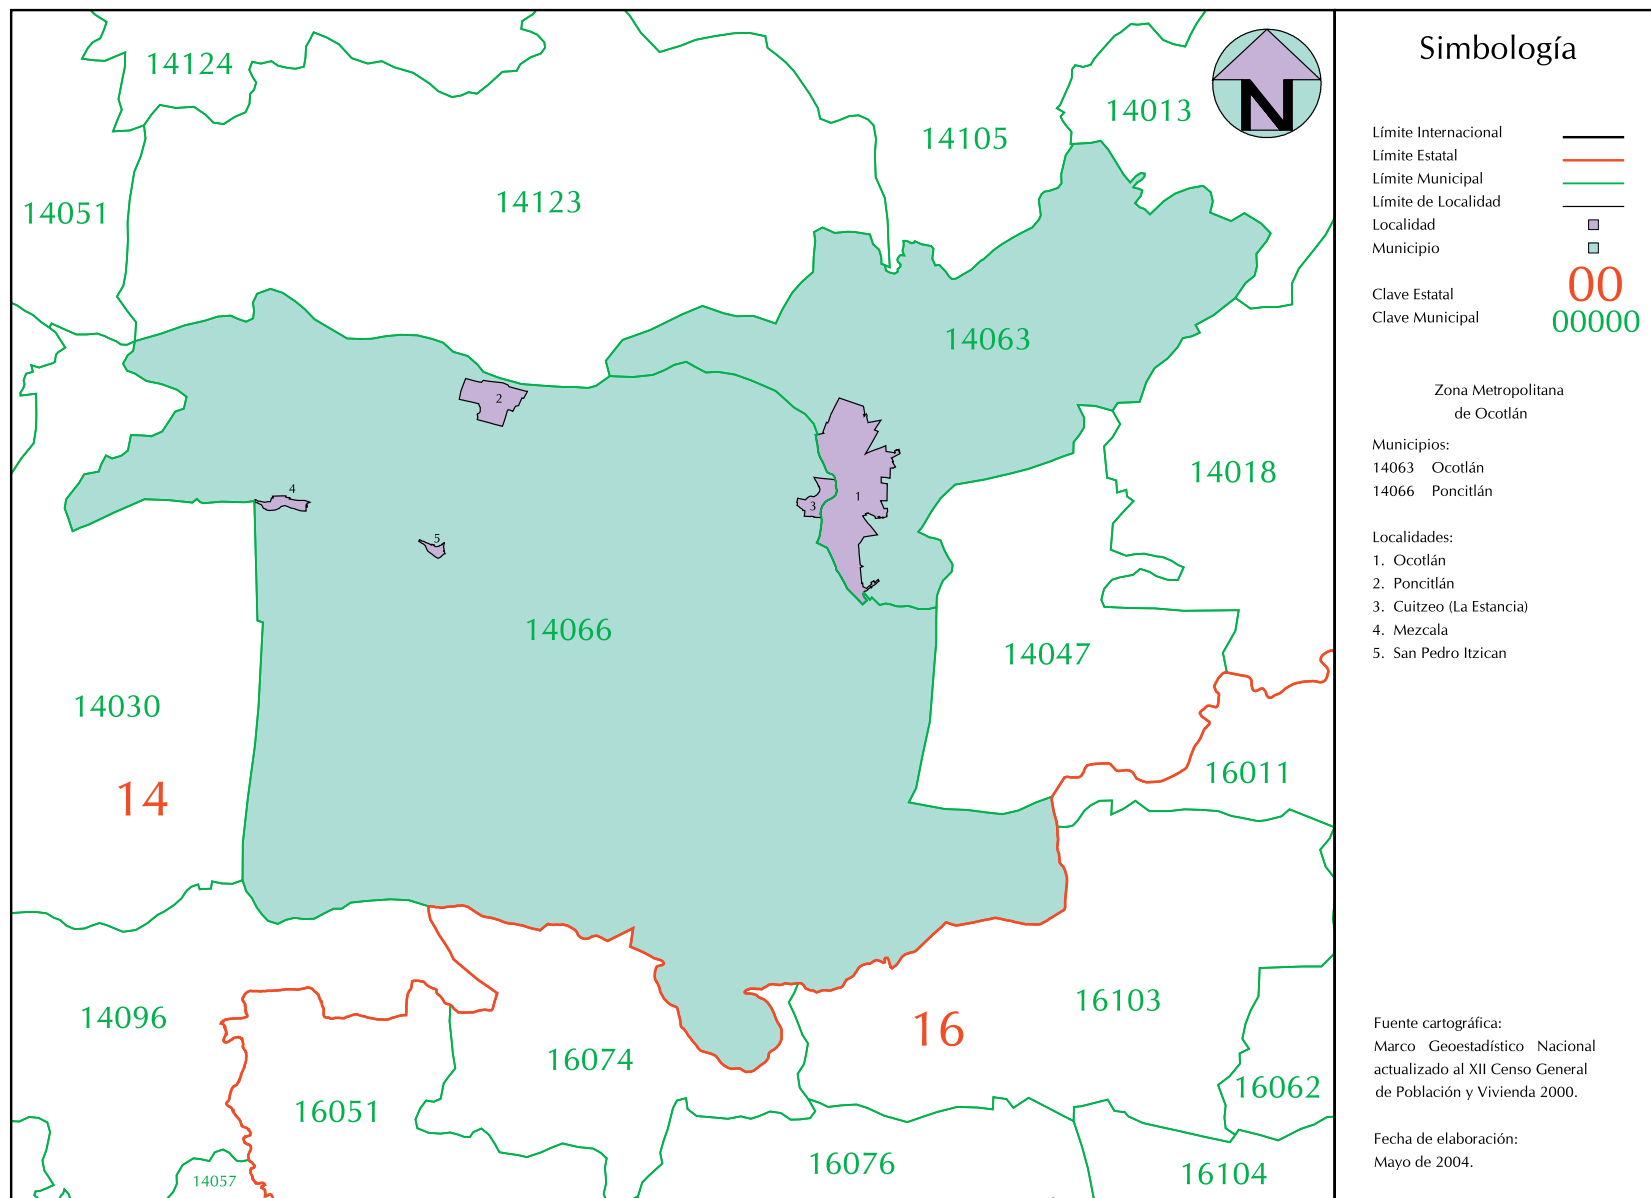 14124
14013
14105
14123
14051
N
14063
2
14018
4
1
3
5
14066
14047
14030
14
16011
14096
16
16103
16074
16062
16051
16076
16104
14057
Simbología
Límite Internacional
Límite Estatal
Límite Municipal
Límite de Localidad
Localidad
Municipio
Clave Estatal 00
Clave Municipal 00000
Zona Metropolitana
de Ocotlán
Municipios:
14063 Ocotlán
14066 Poncitlán
Localidades:
1. Ocotlán
2. Poncitlán
3. Cuitzeo (La Estancia)
4. Mezcala
5. San Pedro Itzican
Fuente cartográfica:
Marco Geoestadístico Nacional
actualizado al XII Censo General
de Población y Vivienda 2000.
Fecha de elaboración:
Mayo de 2004.